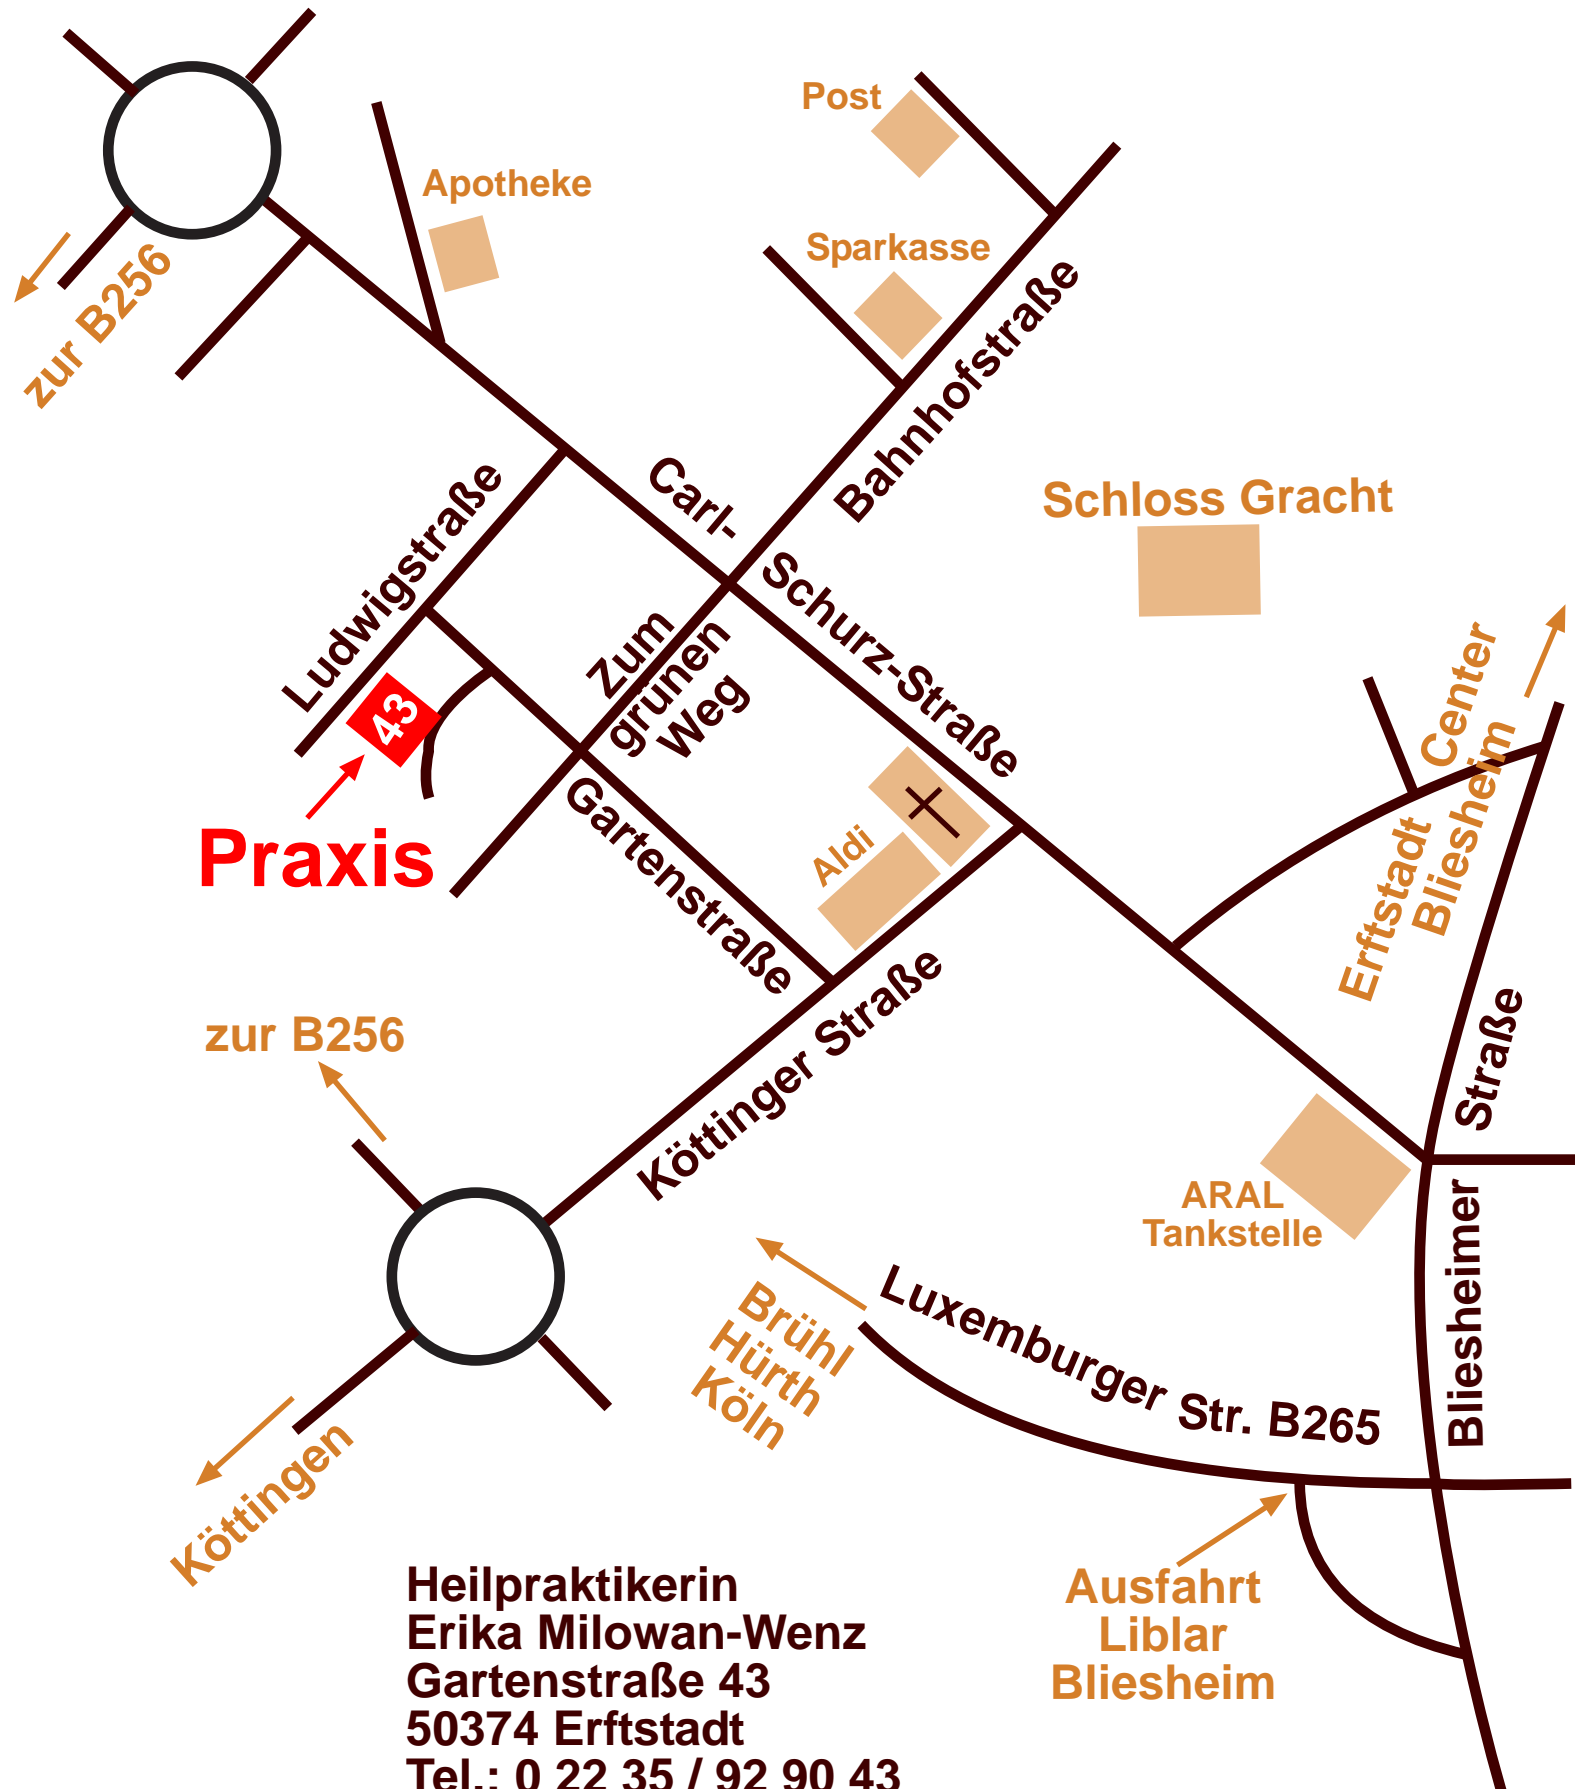 Post
Apotheke
Sparkasse
zur B256
Bahnhofstraße
Carl-
Schurz-Straße
Schloss Gracht
Ludwigstraße
Zum
grünen
Weg
43
Praxis
Gartenstraße
Aldi
Erftstadt Center
Bliesheim
Köttinger Straße
zur B256
Bliesheimer Straße
ARAL
Tankstelle
Luxemburger Str. B265
Brühl
Hürth
Köln
Köttingen
Ausfahrt
Liblar
Bliesheim
Heilpraktikerin
Erika Milowan-Wenz
Gartenstraße 43
50374 Erftstadt
Tel.: 0 22 35 / 92 90 43